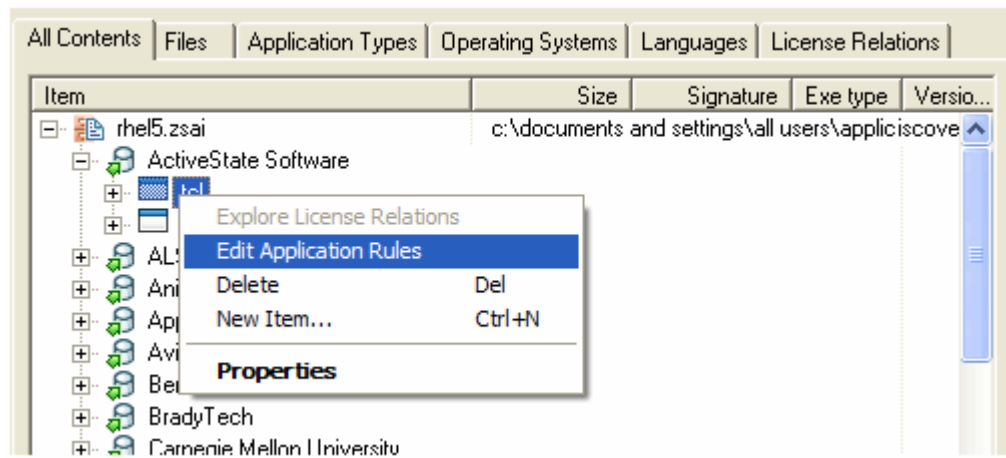 All Contents Files Application Types Operating Systems Languages License Relations
Item Size Signature Exe type Versio...
rhel5.zsai c:\documents and settings\all users\appliciscove
ActiveState Software
tcl
Explore License Relations
Edit Application Rules
Delete Del
New Item... Ctrl+N
Properties
BradyTech
Carnegie Mellon University